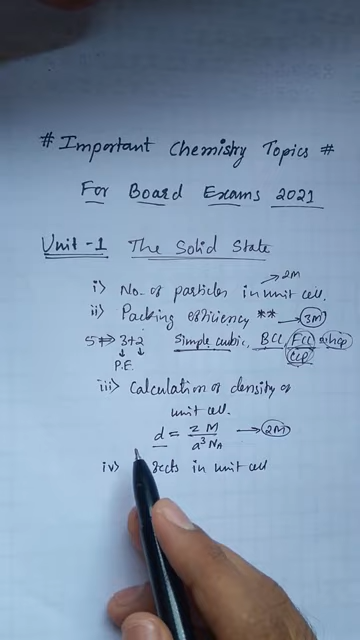 # Important Chemistry Topics #
For Board Exams 2021
Unit-1 The Solid State
i) No. of particles in unit cell. → 2M
ii) Packing efficiency ** → 3M
5 ⇒ 3+2 Simple cubic, BCC, FCC, hcp
↓ ↓ ccp
P.E.
iii) Calculation of density of
unit cell.
d = ZM / a³ NA → 2M
iv) in unit cell